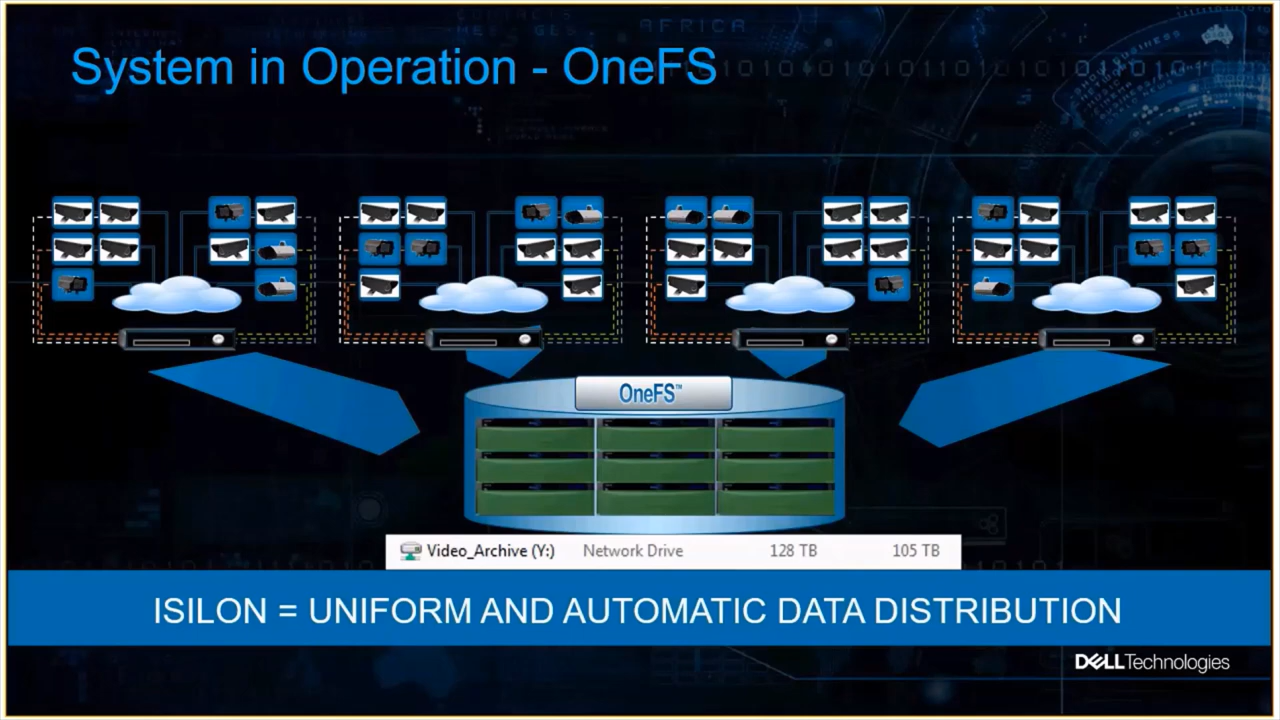 AFRICA
System in Operation - OneFS
OneFS™
Video_Archive (Y:) Network Drive 128 TB 105 TB
ISILON = UNIFORM AND AUTOMATIC DATA DISTRIBUTION
DELLTechnologies